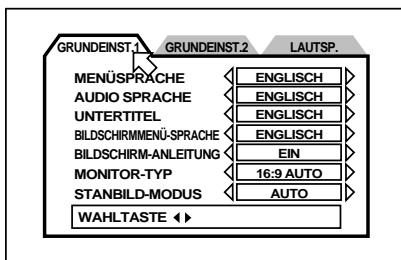 GRUNDEINST.1 GRUNDEINST.2 LAUTSP.
MENÜSPRACHE ENGLISCH
AUDIO SPRACHE ENGLISCH
UNTERTITEL ENGLISCH
BILDSCHIRMMENÜ-SPRACHE ENGLISCH
BILDSCHIRM-ANLEITUNG EIN
MONITOR-TYP 16:9 AUTO
STANBILD-MODUS AUTO
WAHLTASTE